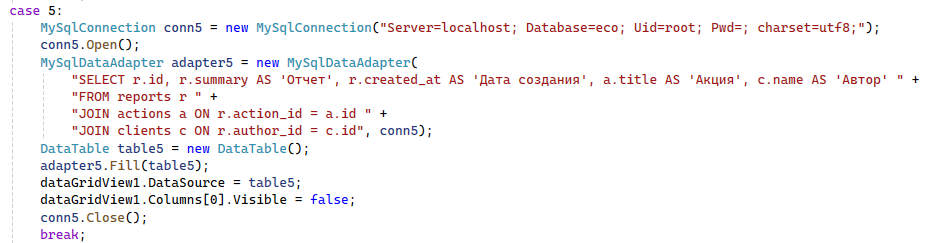 case 5:
MySqlConnection conn5 = new MySqlConnection("Server=localhost; Database=eco; Uid=root; Pwd=; charset=utf8;");
conn5.Open();
MySqlDataAdapter adapter5 = new MySqlDataAdapter(
"SELECT r.id, r.summary AS 'Отчет', r.created_at AS 'Дата создания', a.title AS 'Акция', c.name AS 'Автор' " +
"FROM reports r " +
"JOIN actions a ON r.action_id = a.id " +
"JOIN clients c ON r.author_id = c.id", conn5);
DataTable table5 = new DataTable();
adapter5.Fill(table5);
dataGridView1.DataSource = table5;
dataGridView1.Columns[0].Visible = false;
conn5.Close();
break;